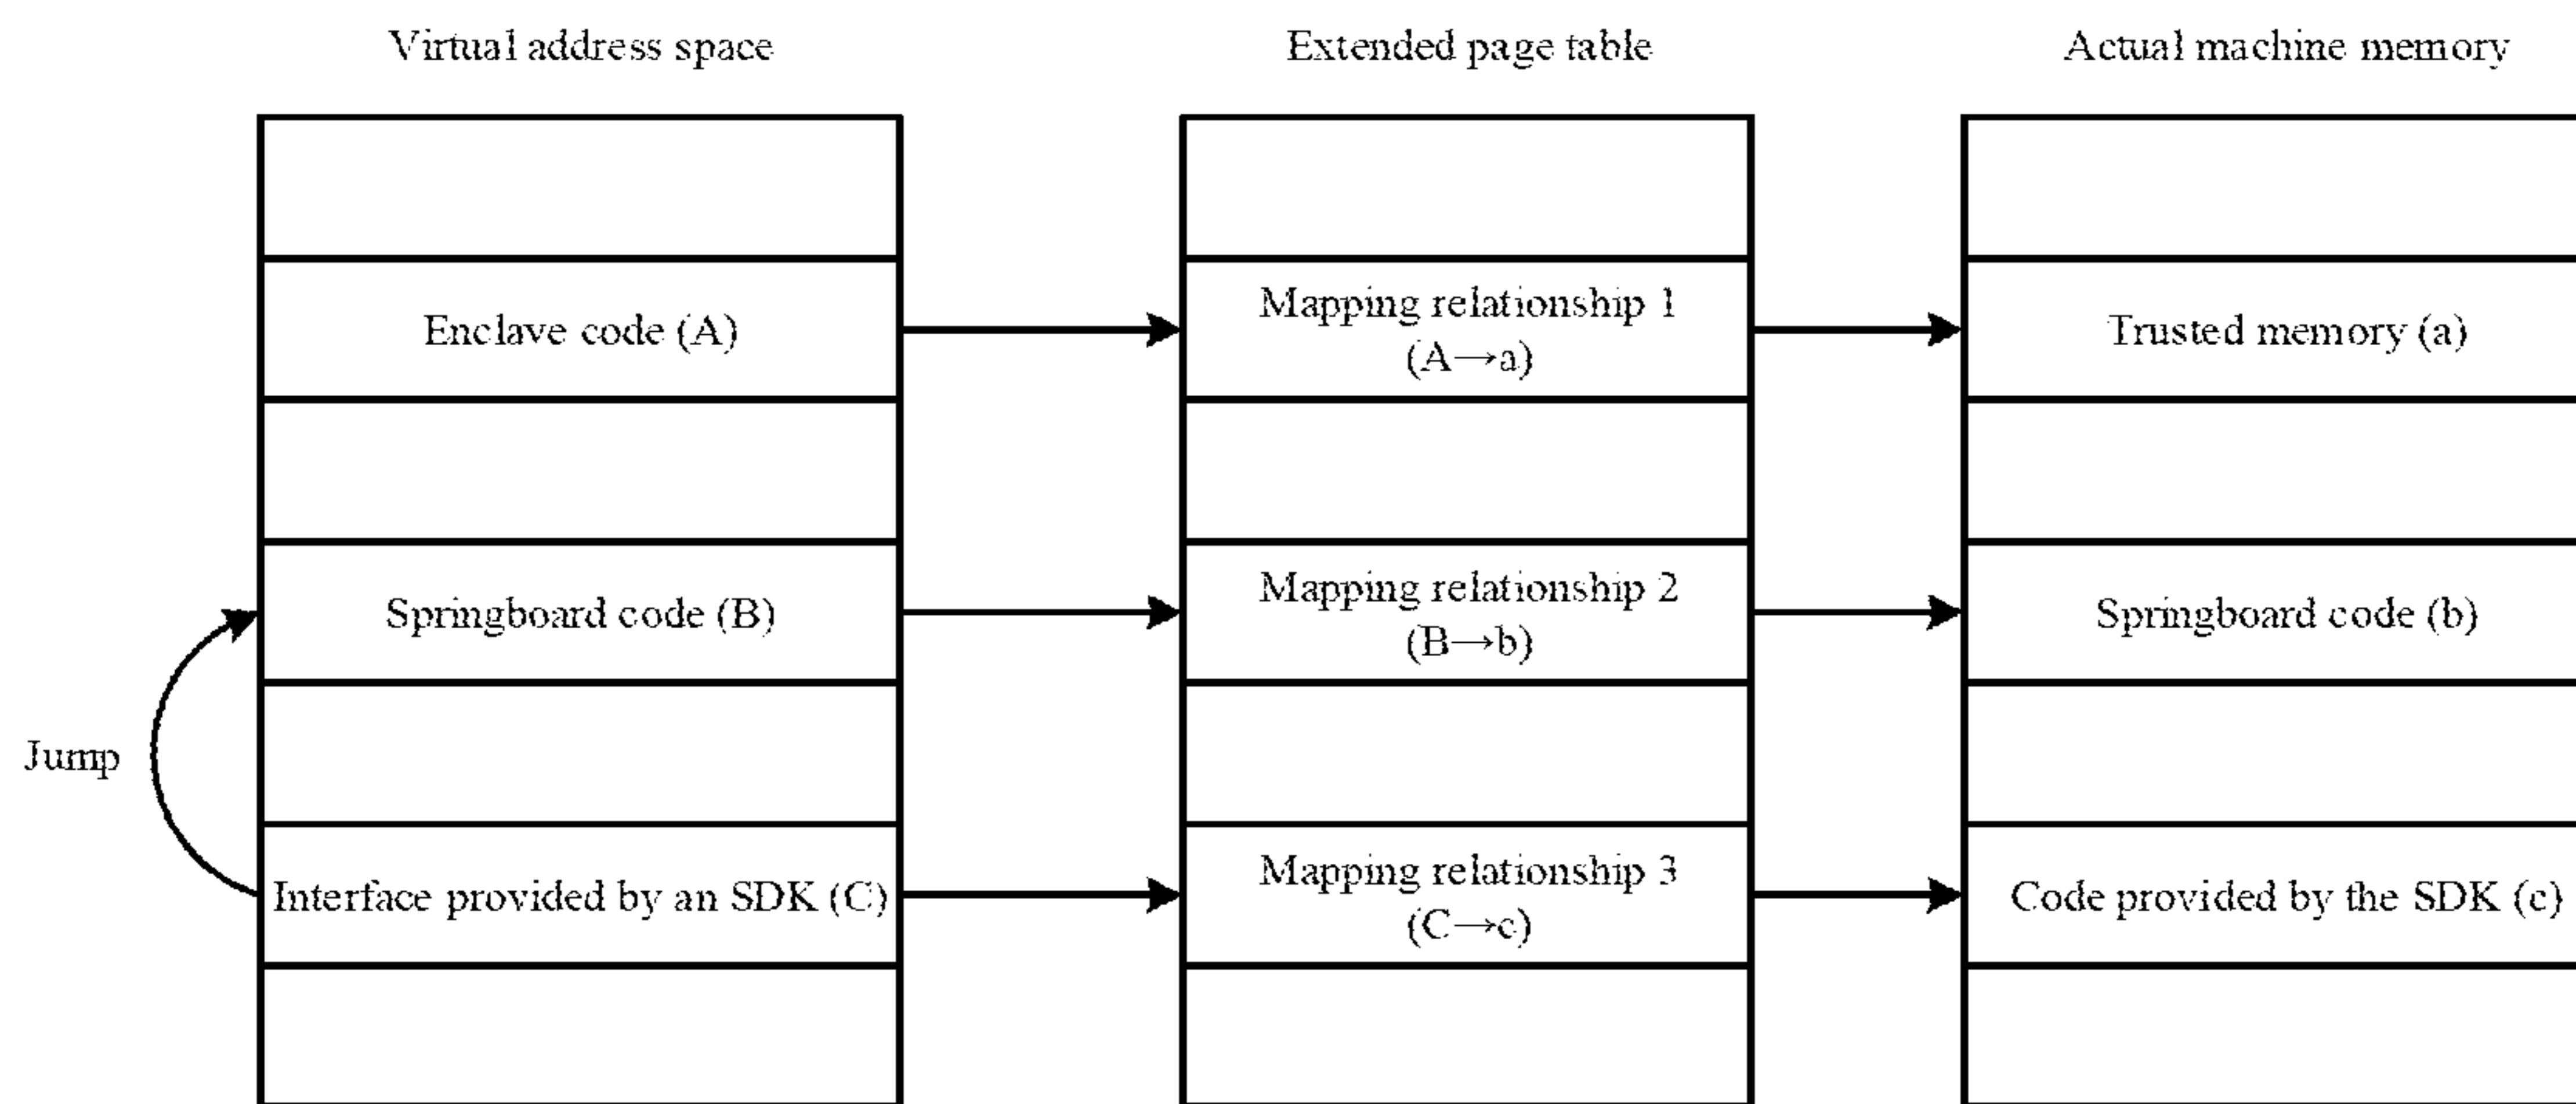 Virtual address space
Extended page table
Actual machine memory
Enclave code (A)
Mapping relationship 1
(A→a)
Trusted memory (a)
Springboard code (B)
Mapping relationship 2
(B→b)
Springboard code (b)
Jump
Interface provided by an SDK (C)
Mapping relationship 3
(C→c)
Code provided by the SDK (c)